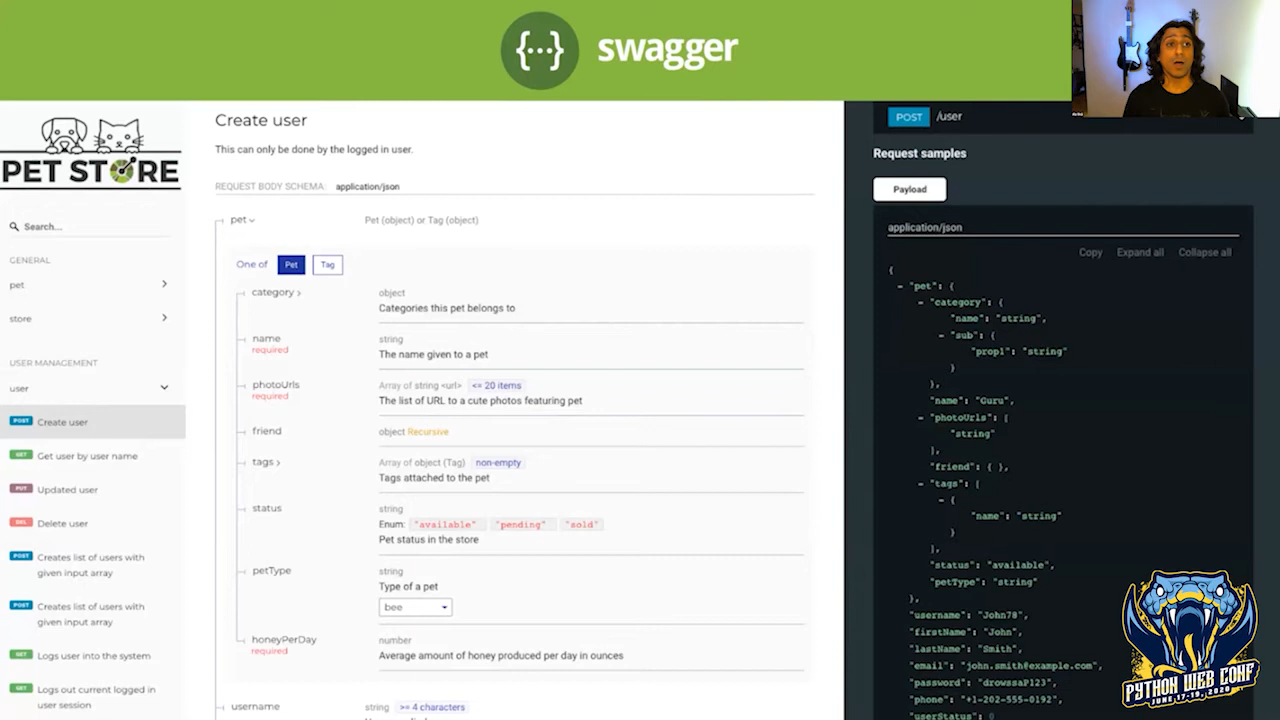 {···} swagger
PET STORE
Search...
GENERAL
pet
store
USER MANAGEMENT
user
POST Create user
GET Get user by user name
PUT Updated user
DEL Delete user
POST Creates list of users with
given input array
POST Creates list of users with
given input array
GET Logs user into the system
GET Logs out current logged in
user session
Create user
This can only be done by the logged in user.
REQUEST BODY SCHEMA: application/json
pet Pet (object) or Tag (object)
One of Pet Tag
category object
Categories this pet belongs to
name string
required
The name given to a pet
photoUrls Array of string <url> <= 20 items
required
The list of URL to a cute photos featuring pet
friend object Recursive
tags Array of object (Tag) non-empty
Tags attached to the pet
status string
Enum: "available" "pending" "sold"
Pet status in the store
petType string
Type of a pet
bee
honeyPerDay number
required
Average amount of honey produced per day in ounces
username string >= 4 characters
POST /user
Request samples
Payload
application/json
Copy Expand all Collapse all
{
– "pet": {
– "category": {
"name": "string",
– "sub": {
"prop1": "string"
}
},
"name": "Guru",
– "photoUrls": [
"string"
],
"friend": { },
– "tags": [
– {
"name": "string"
}
],
"status": "available",
"petType": "string"
},
"username": "John78",
"firstName": "John",
"lastName": "Smith",
"email": "john.smith@example.com",
"password": "drowssaP123",
"phone": "+1-202-555-0192",
"userStatus": 0
PYTHON WEB CONF
JUNE, 17-19, 2020